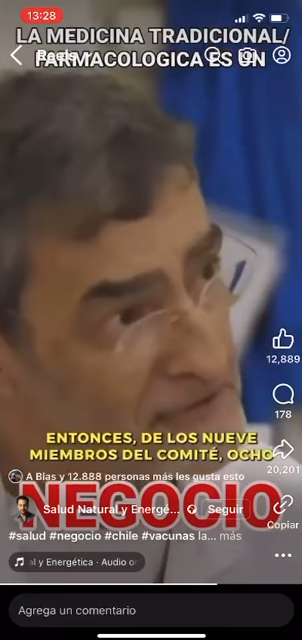 13:28
LA MEDICINA TRADICIONAL/
FARMACOLOGICA ES UN
Reels
12,889
178
ENTONCES, DE LOS NUEVE
MIEMBROS DEL COMITÉ, OCHO
20,201
A Blas y 12.888 personas más les gusta esto
NEGOCIO
Salud Natural y Energé... Seguir
Copiar
#salud #negocio #chile #vacunas la... más
al y Energética · Audio or
Agrega un comentario